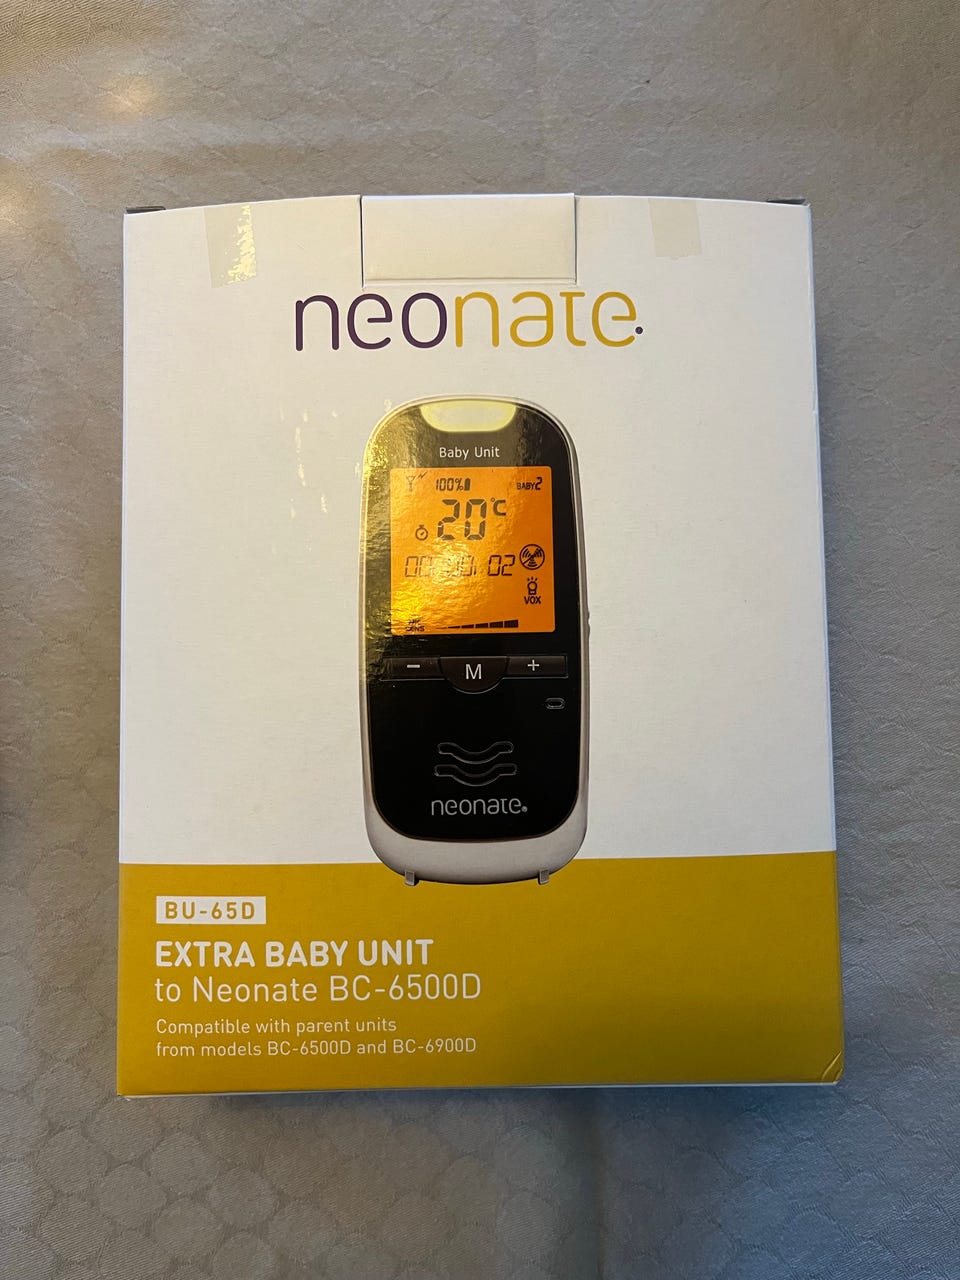 neonate.
Baby Unit
100% BABY2
20°C
02
VOX
- M +
neonate®
BU-65D
EXTRA BABY UNIT
to Neonate BC-6500D
Compatible with parent units
from models BC-6500D and BC-6900D